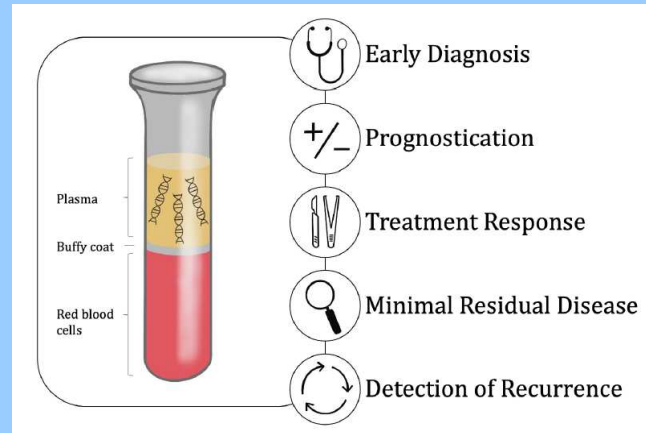 Early Diagnosis
+/−
Prognostication
Plasma
Treatment Response
Buffy coat
Red blood
cells
Minimal Residual Disease
Detection of Recurrence